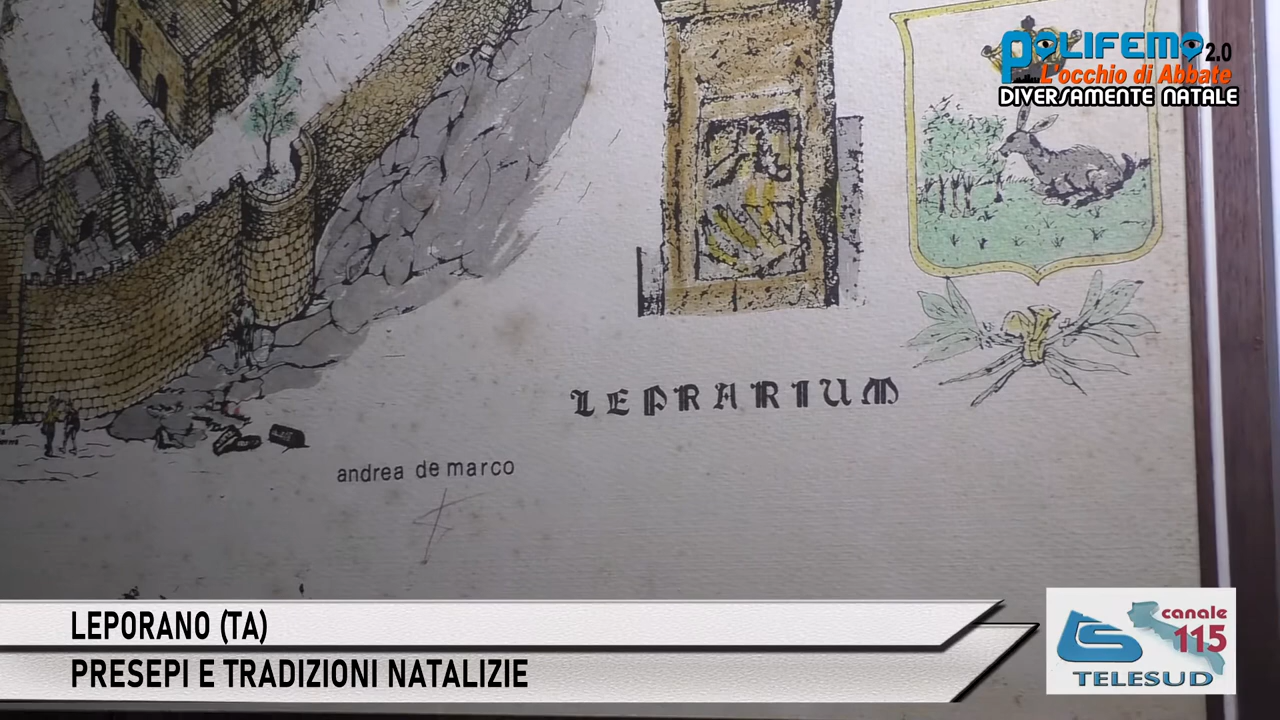 POLIFEMO 2.0
L'occhio di Abbate
DIVERSAMENTE NATALE
LEPRARIUM
andrea de marco
LEPORANO (TA)
PRESEPI E TRADIZIONI NATALIZIE
canale
115
TELESUD